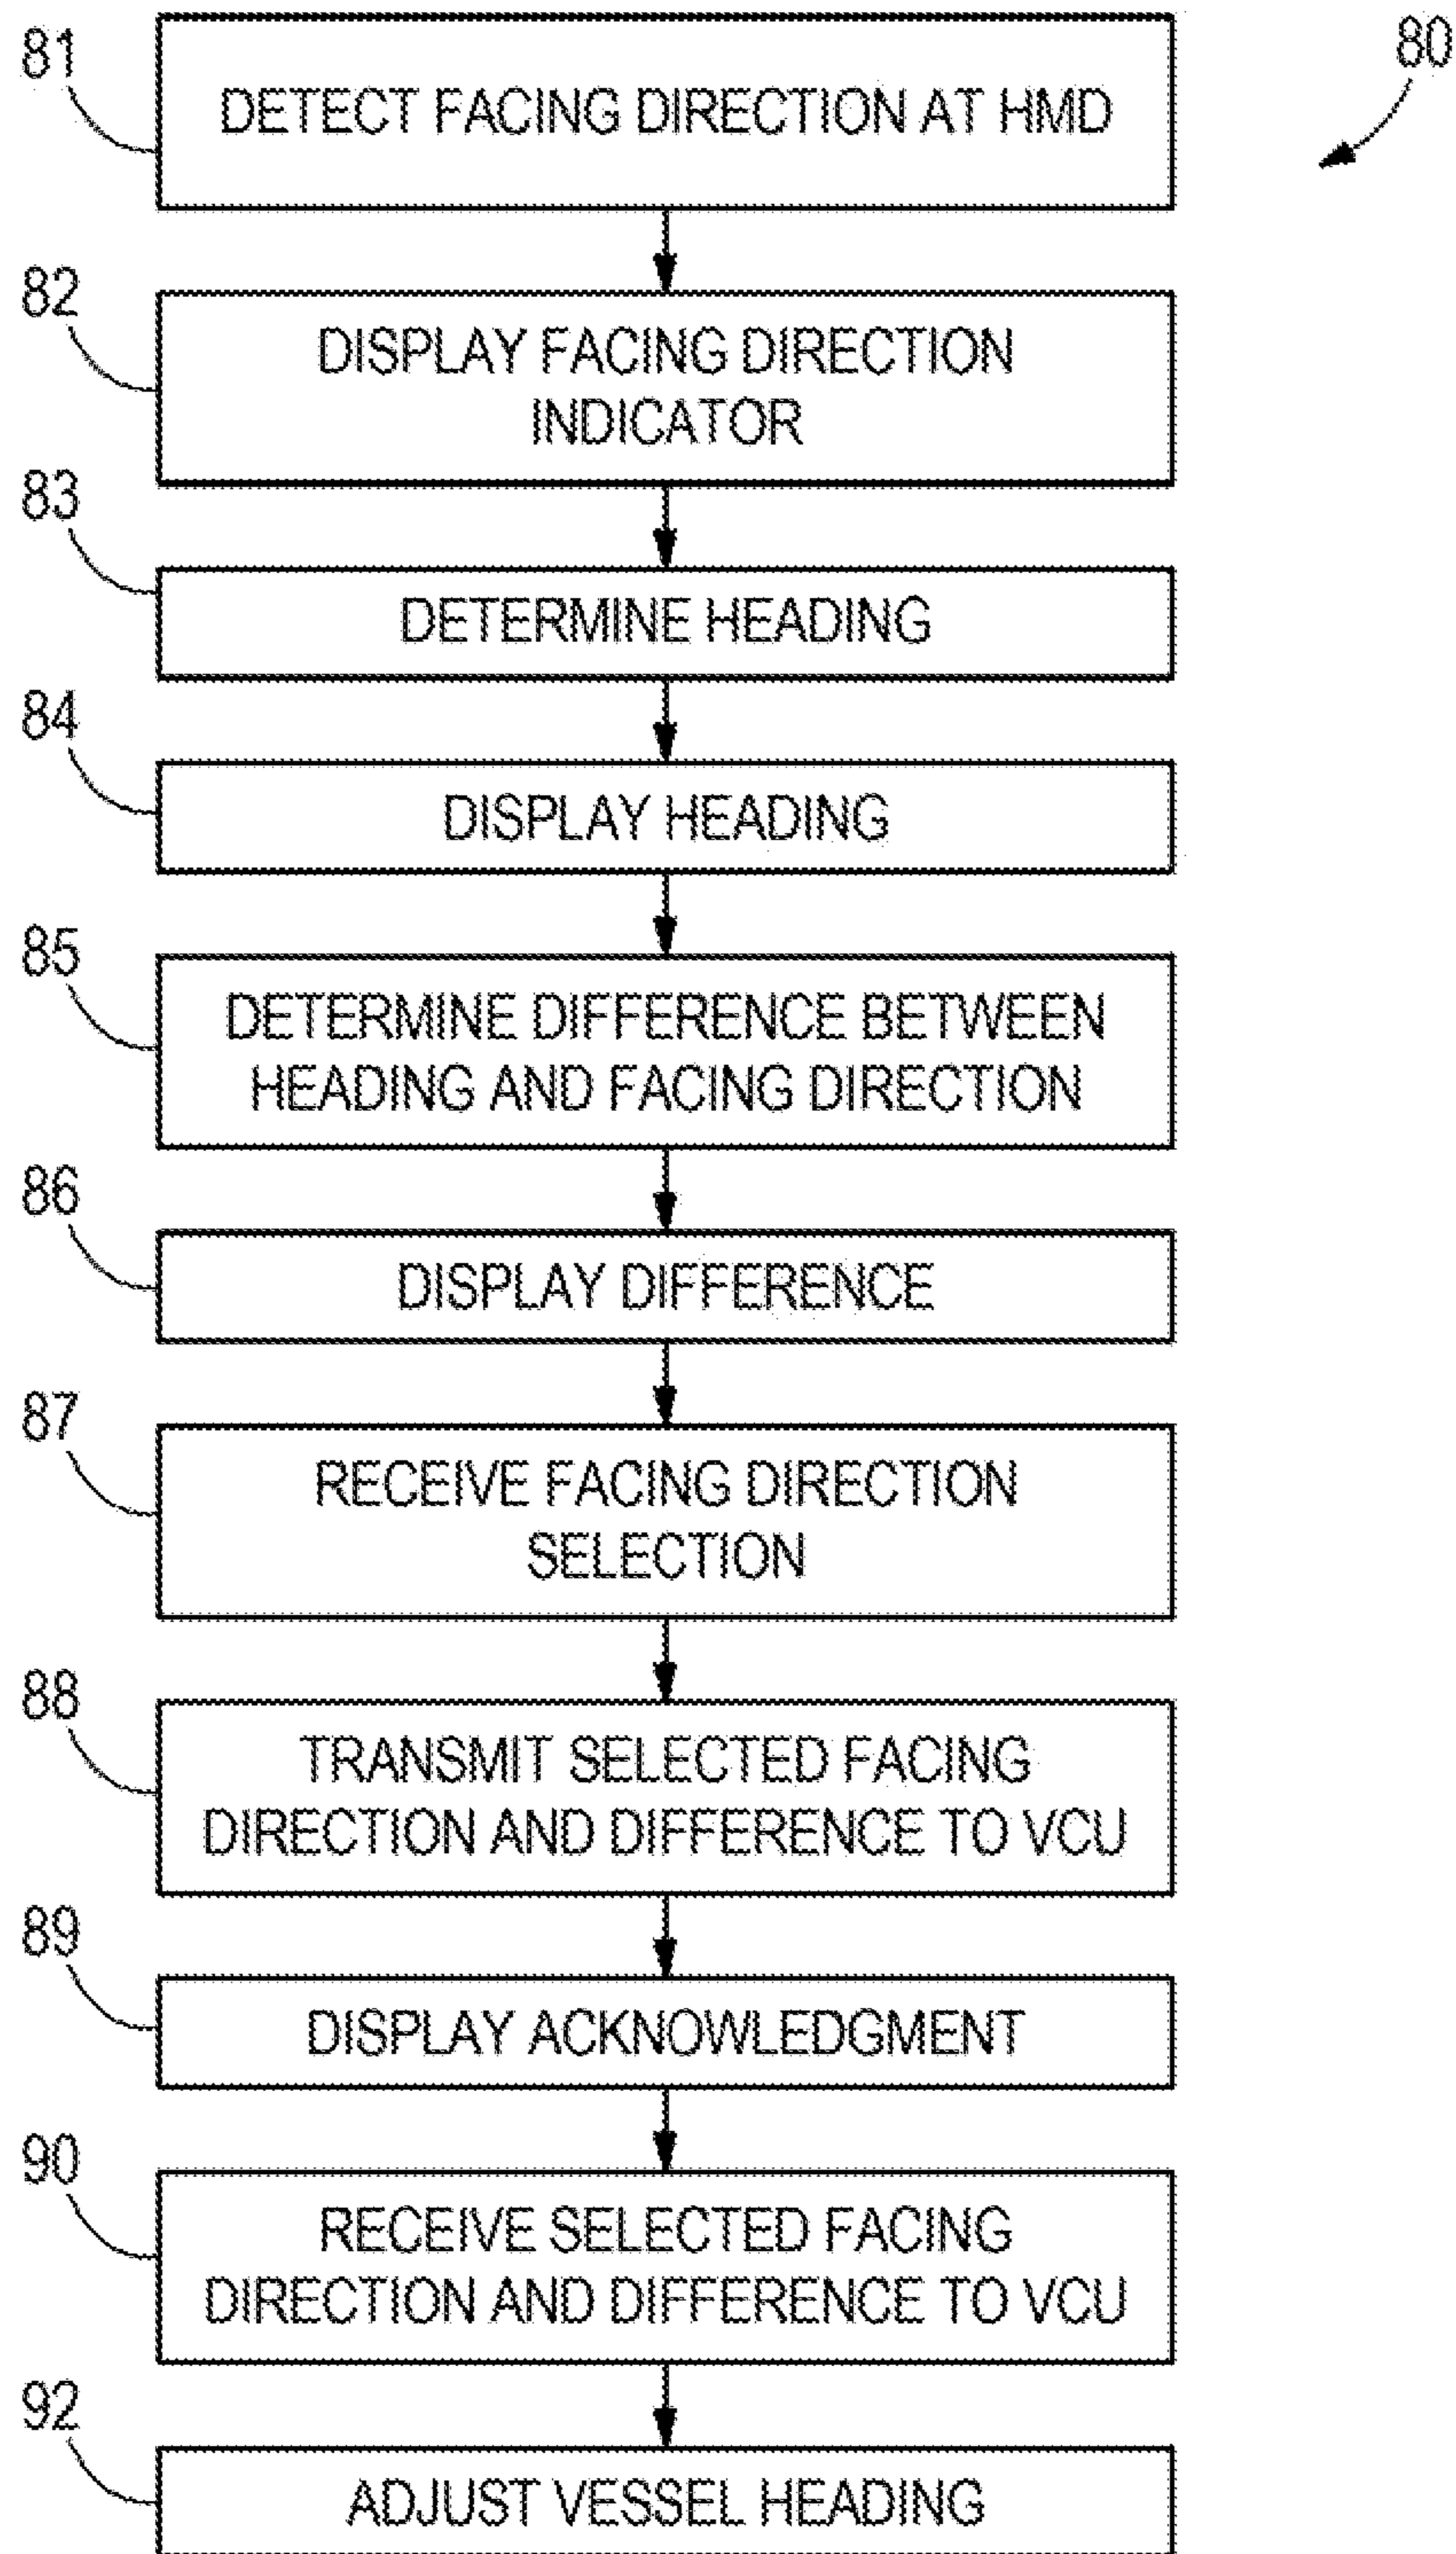 80
81
DETECT FACING DIRECTION AT HMD
82
DISPLAY FACING DIRECTION
INDICATOR
83
DETERMINE HEADING
84
DISPLAY HEADING
85
DETERMINE DIFFERENCE BETWEEN
HEADING AND FACING DIRECTION
86
DISPLAY DIFFERENCE
87
RECEIVE FACING DIRECTION
SELECTION
88
TRANSMIT SELECTED FACING
DIRECTION AND DIFFERENCE TO VCU
89
DISPLAY ACKNOWLEDGMENT
90
RECEIVE SELECTED FACING
DIRECTION AND DIFFERENCE TO VCU
92
ADJUST VESSEL HEADING